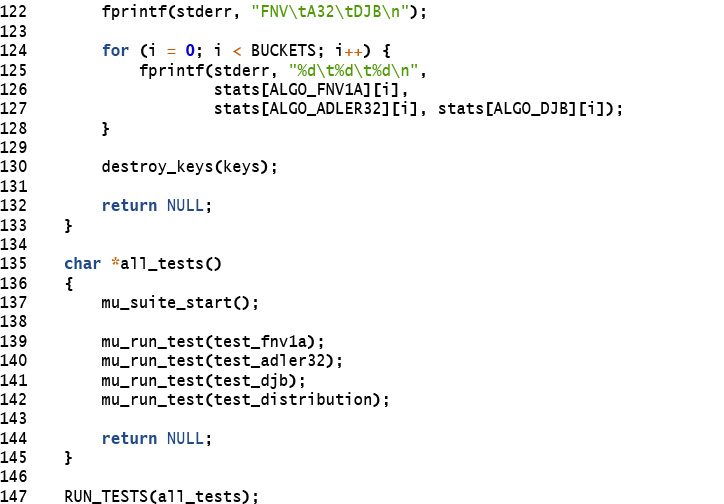 122        fprintf(stderr, "FNV\tA32\tDJB\n");
123
124        for (i = 0; i < BUCKETS; i++) {
125            fprintf(stderr, "%d\t%d\t%d\n",
126                    stats[ALGO_FNV1A][i],
127                    stats[ALGO_ADLER32][i], stats[ALGO_DJB][i]);
128        }
129
130        destroy_keys(keys);
131
132        return NULL;
133    }
134
135    char *all_tests()
136    {
137        mu_suite_start();
138
139        mu_run_test(test_fnv1a);
140        mu_run_test(test_adler32);
141        mu_run_test(test_djb);
142        mu_run_test(test_distribution);
143
144        return NULL;
145    }
146
147    RUN_TESTS(all_tests);